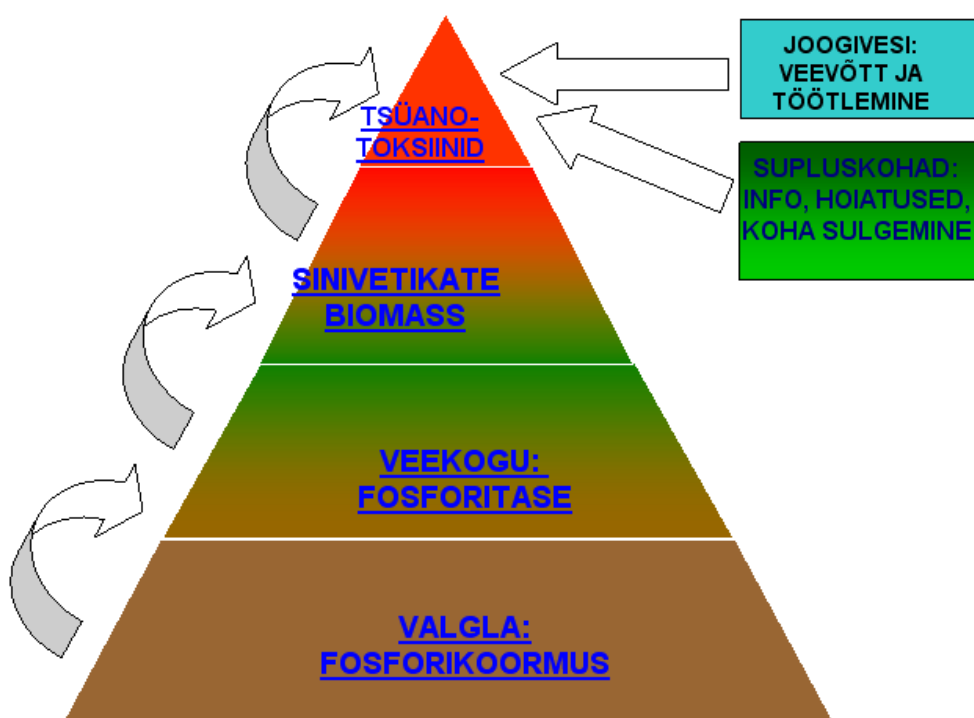 JOOGIVESI:
VEEVÕTT JA
TÖÖTLEMINE
TSÜANO-
TOKSIINID
SUPLUSKOHAD:
INFO, HOIATUSED,
KOHA SULGEMINE
SINIVETIKATE
BIOMASS
VEEKOGU:
FOSFORITASE
VALGLA:
FOSFORIKOORMUS